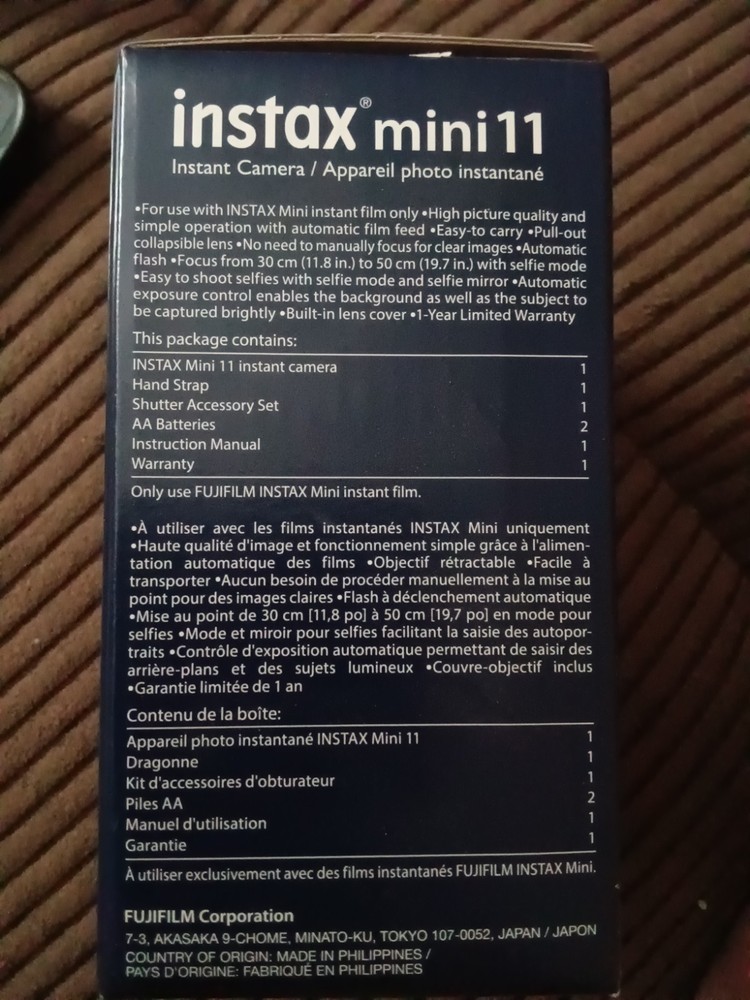 instax® mini 11
Instant Camera / Appareil photo instantané
•For use with INSTAX Mini instant film only •High picture quality and
simple operation with automatic film feed •Easy-to carry •Pull-out
collapsible lens •No need to manually focus for clear images •Automatic
flash •Focus from 30 cm (11.8 in.) to 50 cm (19.7 in.) with selfie mode
•Easy to shoot selfies with selfie mode and selfie mirror •Automatic
exposure control enables the background as well as the subject to
be captured brightly •Built-in lens cover •1-Year Limited Warranty
This package contains:
INSTAX Mini 11 instant camera 1
Hand Strap 1
Shutter Accessory Set 1
AA Batteries 2
Instruction Manual 1
Warranty 1
Only use FUJIFILM INSTAX Mini instant film.
•À utiliser avec les films instantanés INSTAX Mini uniquement
•Haute qualité d'image et fonctionnement simple grâce à l'alimen-
tation automatique des films •Objectif rétractable •Facile à
transporter •Aucun besoin de procéder manuellement à la mise au
point pour des images claires •Flash à déclenchement automatique
•Mise au point de 30 cm [11,8 po] à 50 cm [19,7 po] en mode pour
selfies •Mode et miroir pour selfies facilitant la saisie des autopor-
traits •Contrôle d'exposition automatique permettant de saisir des
arrière-plans et des sujets lumineux •Couvre-objectif inclus
•Garantie limitée de 1 an
Contenu de la boîte:
Appareil photo instantané INSTAX Mini 11 1
Dragonne 1
Kit d'accessoires d'obturateur 1
Piles AA 2
Manuel d'utilisation 1
Garantie 1
À utiliser exclusivement avec des films instantanés FUJIFILM INSTAX Mini.
FUJIFILM Corporation
7-3, AKASAKA 9-CHOME, MINATO-KU, TOKYO 107-0052, JAPAN / JAPON
COUNTRY OF ORIGIN: MADE IN PHILIPPINES /
PAYS D'ORIGINE: FABRIQUÉ EN PHILIPPINES